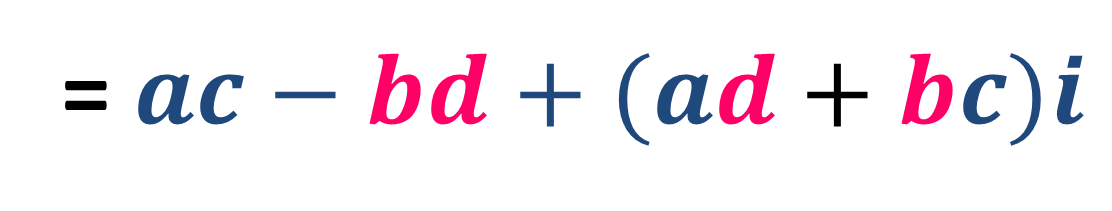 = ac − bd + (ad + bc)i